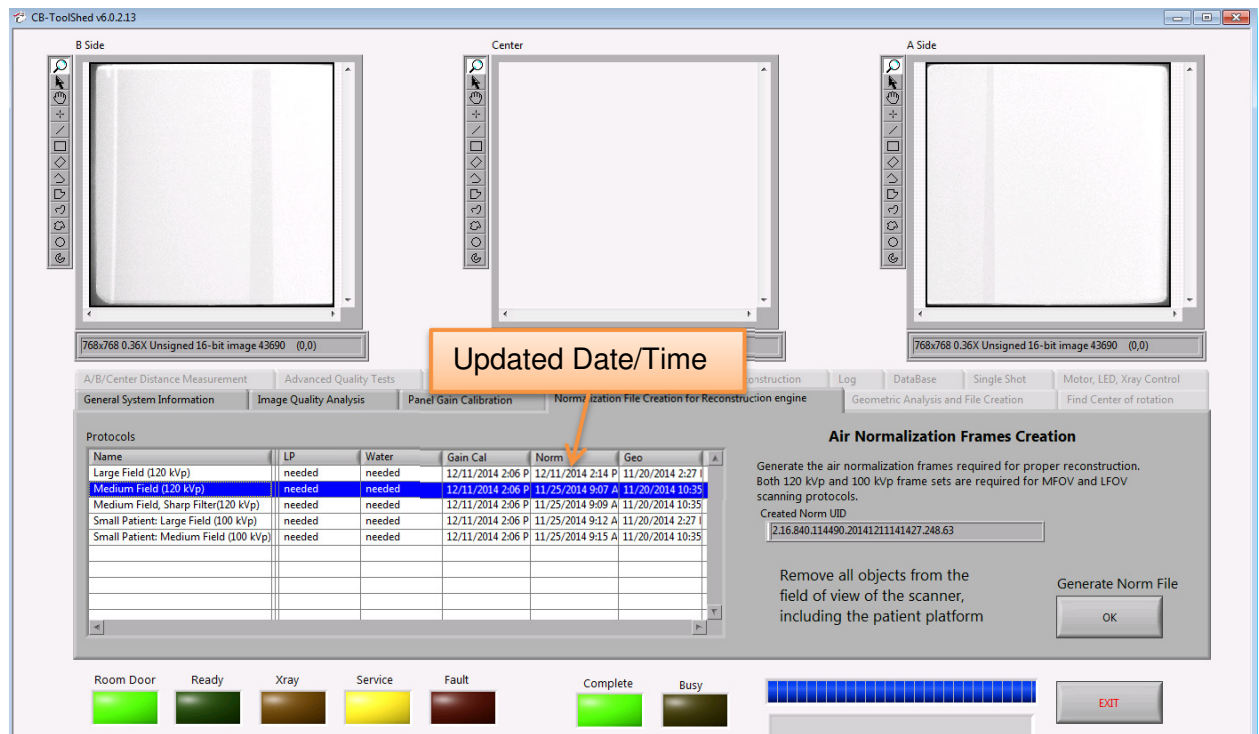 CB-ToolShed v6.0.2.13
B Side
Center
A Side
768x768 0.36X Unsigned 16-bit image 43690 (0,0)
768x768 0.36X Unsigned 16-bit image 43690 (0,0)
Updated Date/Time
A/B/Center Distance Measurement Advanced Quality Tests onstruction Log DataBase Single Shot Motor, LED, Xray Control
General System Information Image Quality Analysis Panel Gain Calibration Normalization File Creation for Reconstruction engine Geometric Analysis and File Creation Find Center of rotation
Protocols
Name LP Water Gain Cal Norm Geo
Large Field (120 kVp) needed needed 12/11/2014 2:06 P 12/11/2014 2:14 P 11/20/2014 2:27
Medium Field (120 kVp) needed needed 12/11/2014 2:06 P 11/25/2014 9:07 A 11/20/2014 10:35
Medium Field, Sharp Filter(120 kVp) needed needed 12/11/2014 2:06 P 11/25/2014 9:09 A 11/20/2014 10:35
Small Patient: Large Field (100 kVp) needed needed 12/11/2014 2:06 P 11/25/2014 9:12 A 11/20/2014 2:27
Small Patient: Medium Field (100 kVp) needed needed 12/11/2014 2:06 P 11/25/2014 9:15 A 11/20/2014 10:35
Air Normalization Frames Creation
Generate the air normalization frames required for proper reconstruction.
Both 120 kVp and 100 kVp frame sets are required for MFOV and LFOV
scanning protocols.
Created Norm UID
2.16.840.114490.20141211141427.248.63
Remove all objects from the
field of view of the scanner,
including the patient platform
Generate Norm File
OK
Room Door Ready Xray Service Fault Complete Busy
EXIT